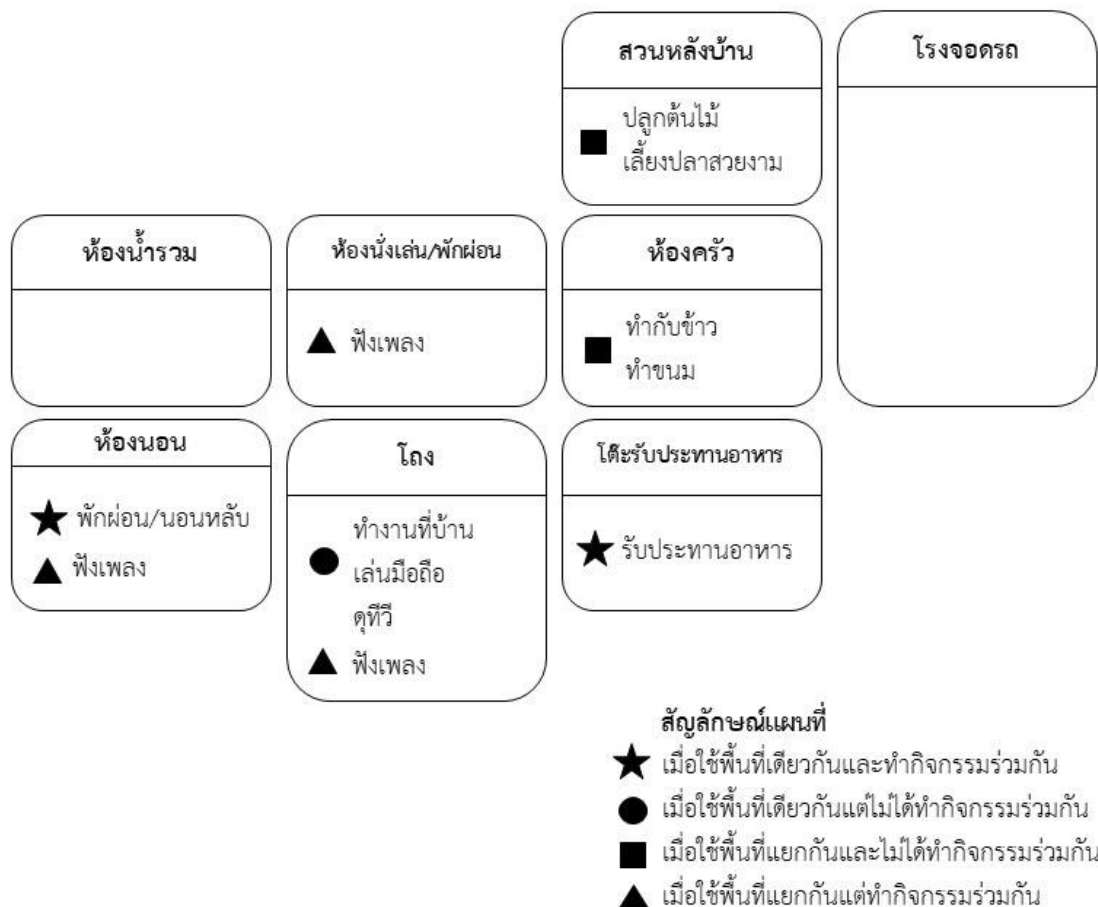 สวนหลังบ้าน
ปลูกต้นไม้
เลี้ยงปลาสวยงาม
โรงจอดรถ
ห้องน้ำรวม
ห้องนั่งเล่น/พักผ่อน
ฟังเพลง
ห้องครัว
ทำกับข้าว
ทำขนม
ห้องนอน
พักผ่อน/นอนหลับ
ฟังเพลง
โถง
ทำงานที่บ้าน
เล่นมือถือ
ดุทีวี
ฟังเพลง
โต๊ะรับประทานอาหาร
รับประทานอาหาร
สัญลักษณ์แผนที่
เมื่อใช้พื้นที่เดียวกันและทำกิจกรรมร่วมกัน
เมื่อใช้พื้นที่เดียวกันแต่ไม่ได้ทำกิจกรรมร่วมกัน
เมื่อใช้พื้นที่แยกกันและไม่ได้ทำกิจกรรมร่วมกัน
เมื่อใช้พื้นที่แยกกันแต่ทำกิจกรรมร่วมกัน